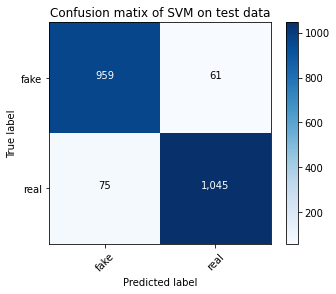 Confusion matix of SVM on test data
True label
fake
959
61
real
75
1,045
fake
real
Predicted label
1000
800
600
400
200